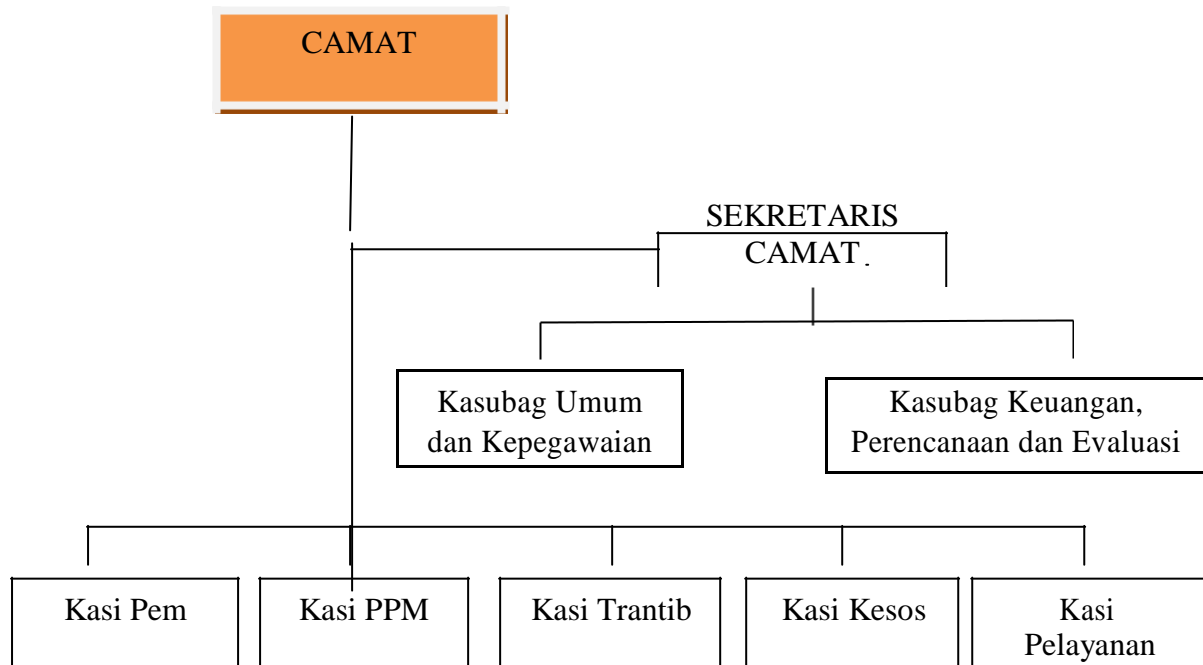 CAMAT
SEKRETARIS
CAMAT
Kasubag Umum
dan Kepegawaian
Kasubag Keuangan,
Perencanaan dan Evaluasi
Kasi Pem
Kasi PPM
Kasi Trantib
Kasi Kesos
Kasi
Pelayanan